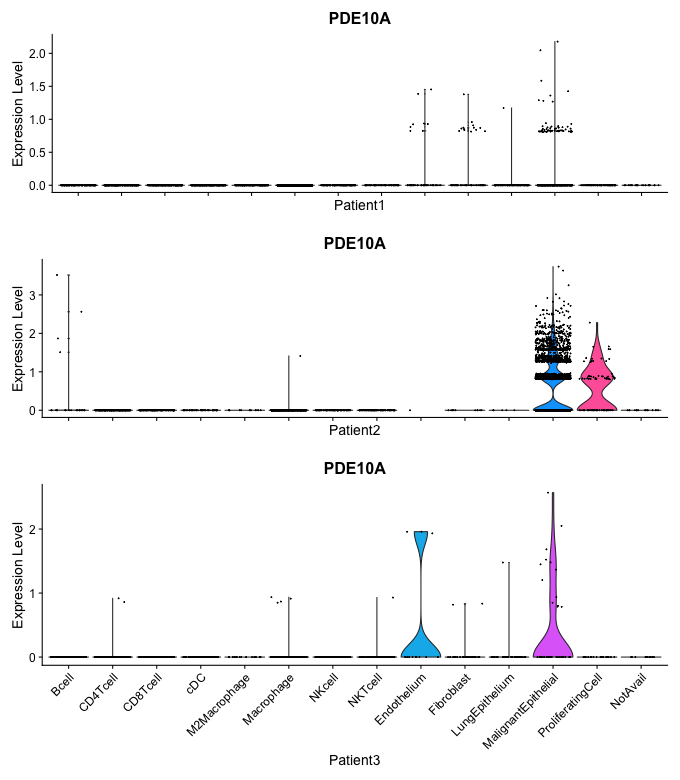 PDE10A
Expression Level
2.0
1.5
1.0
0.5
0.0
Patient1
PDE10A
Expression Level
3
2
1
0
Patient2
PDE10A
Expression Level
2
1
0
Bcell
CD4Tcell
CD8Tcell
cDC
M2Macrophage
Macrophage
NKcell
NKTcell
Endothelium
Fibroblast
LungEpithelium
MalignantEpithelial
ProliferatingCell
NotAvail
Patient3